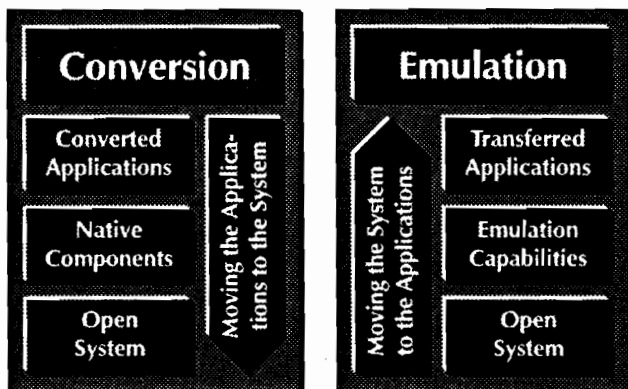 Conversion
Converted
Applications
Native
Components
Open
System
Moving the Applica-
tions to the System
Emulation
Moving the System
to the Applications
Transferred
Applications
Emulation
Capabilities
Open
System